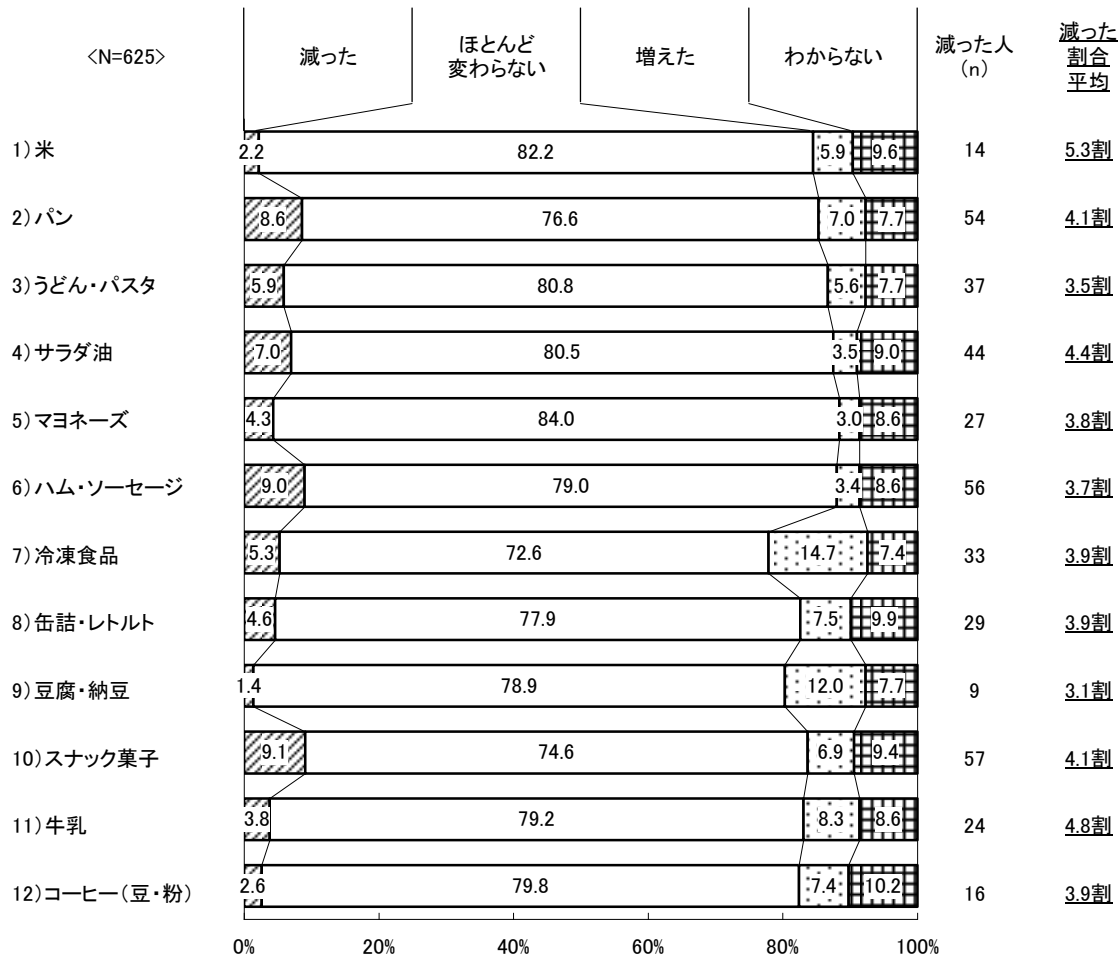 <N=625>
減った
ほとんど
変わらない
増えた
わからない
減った人
(n)
減った
割合
平均
1)米 2.2 82.2 5.9 9.6 14 5.3割
2)パン 8.6 76.6 7.0 7.7 54 4.1割
3)うどん・パスタ 5.9 80.8 5.6 7.7 37 3.5割
4)サラダ油 7.0 80.5 3.5 9.0 44 4.4割
5)マヨネーズ 4.3 84.0 3.0 8.6 27 3.8割
6)ハム・ソーセージ 9.0 79.0 3.4 8.6 56 3.7割
7)冷凍食品 5.3 72.6 14.7 7.4 33 3.9割
8)缶詰・レトルト 4.6 77.9 7.5 9.9 29 3.9割
9)豆腐・納豆 1.4 78.9 12.0 7.7 9 3.1割
10)スナック菓子 9.1 74.6 6.9 9.4 57 4.1割
11)牛乳 3.8 79.2 8.3 8.6 24 4.8割
12)コーヒー(豆・粉) 2.6 79.8 7.4 10.2 16 3.9割
0% 20% 40% 60% 80% 100%